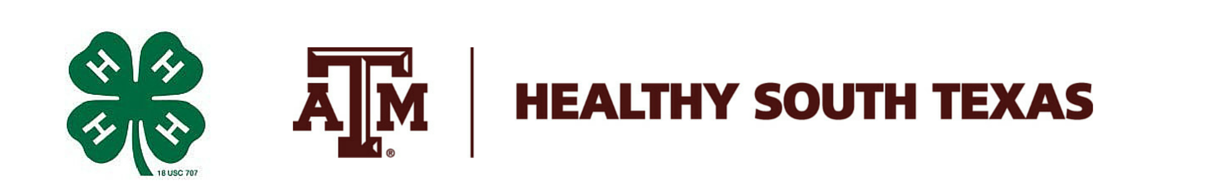 H H
H H
18 USC 707
ATM®
HEALTHY SOUTH TEXAS